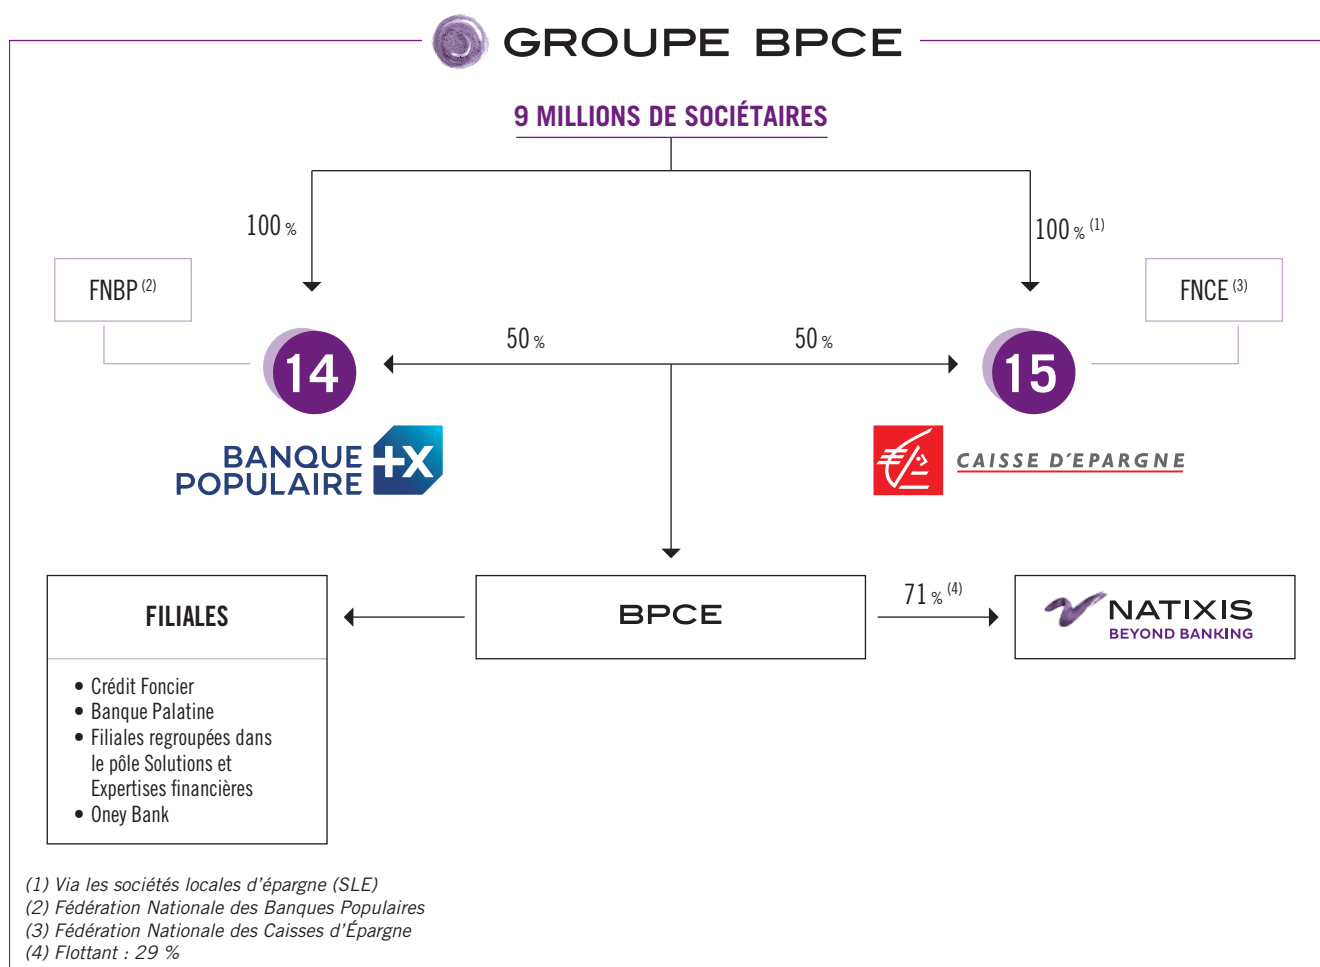 GROUPE BPCE
9 MILLIONS DE SOCIÉTAIRES
100 %
100 % (1)
FNBP (2)
FNCE (3)
50 %
50 %
14
15
BANQUE
POPULAIRE
CAISSE D'EPARGNE
FILIALES
BPCE
71 % (4)
NATIXIS
BEYOND BANKING
• Crédit Foncier
• Banque Palatine
• Filiales regroupées dans
le pôle Solutions et
Expertises financières
• Oney Bank
(1) Via les sociétés locales d'épargne (SLE)
(2) Fédération Nationale des Banques Populaires
(3) Fédération Nationale des Caisses d'Épargne
(4) Flottant : 29 %